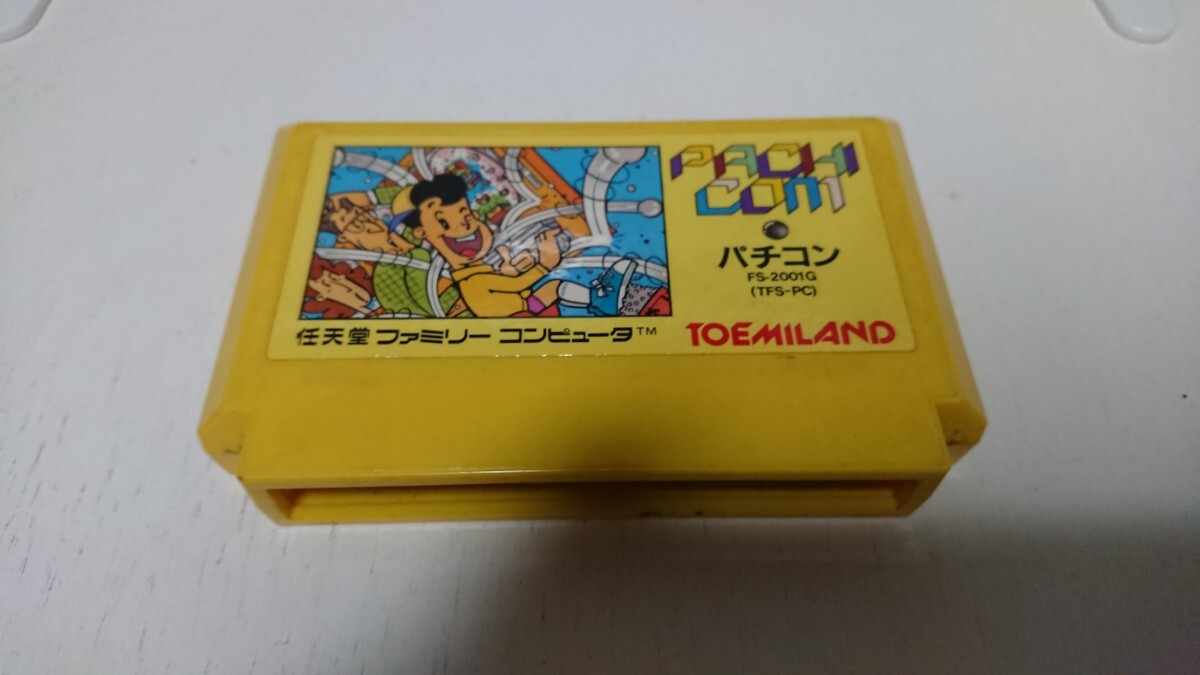 PACHI
COM
パチコン
FS-2001G
(TFS-PC)
任天堂 ファミリー コンピュータ™
TOEMILAND